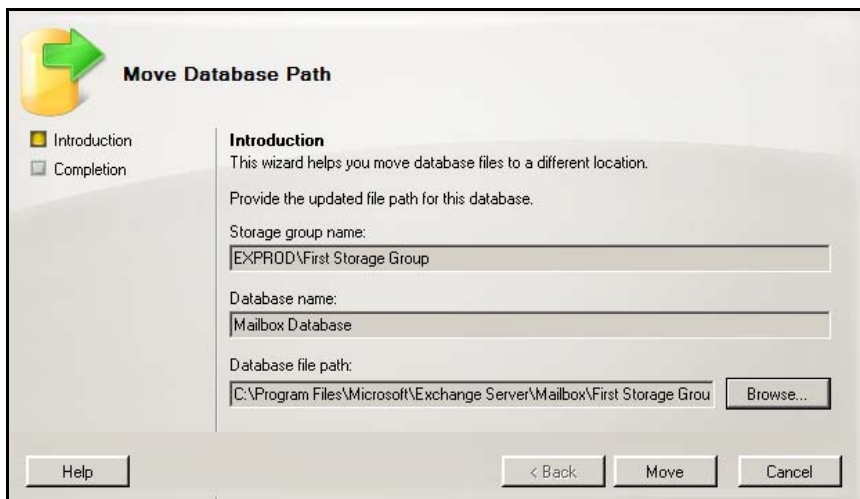 Move Database Path
Introduction
Completion
Introduction
This wizard helps you move database files to a different location.
Provide the updated file path for this database.
Storage group name:
EXPROD\First Storage Group
Database name:
Mailbox Database
Database file path:
C:\Program Files\Microsoft\Exchange Server\Mailbox\First Storage Grou
Browse...
Help
< Back
Move
Cancel